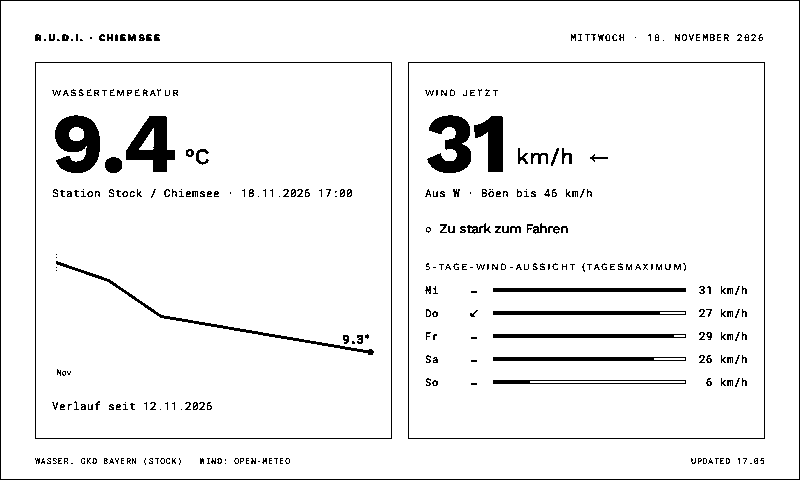 R.U.D.I. · CHIEMSEE
MITTWOCH · 18. NOVEMBER 2026
WASSERTEMPERATUR
9.4 °C
Station Stock / Chiemsee · 18.11.2026 17:00
9.3°
Nov
Verlauf seit 12.11.2026
WIND JETZT
31 km/h ←
Aus W · Böen bis 46 km/h
Zu stark zum Fahren
5-TAGE-WIND-AUSSICHT (TAGESMAXIMUM)
Mi – 31 km/h
Do ↙ 27 km/h
Fr – 29 km/h
Sa – 26 km/h
So – 6 km/h
WASSER: GKD BAYERN (STOCK) WIND: OPEN-METEO
UPDATED 17:05